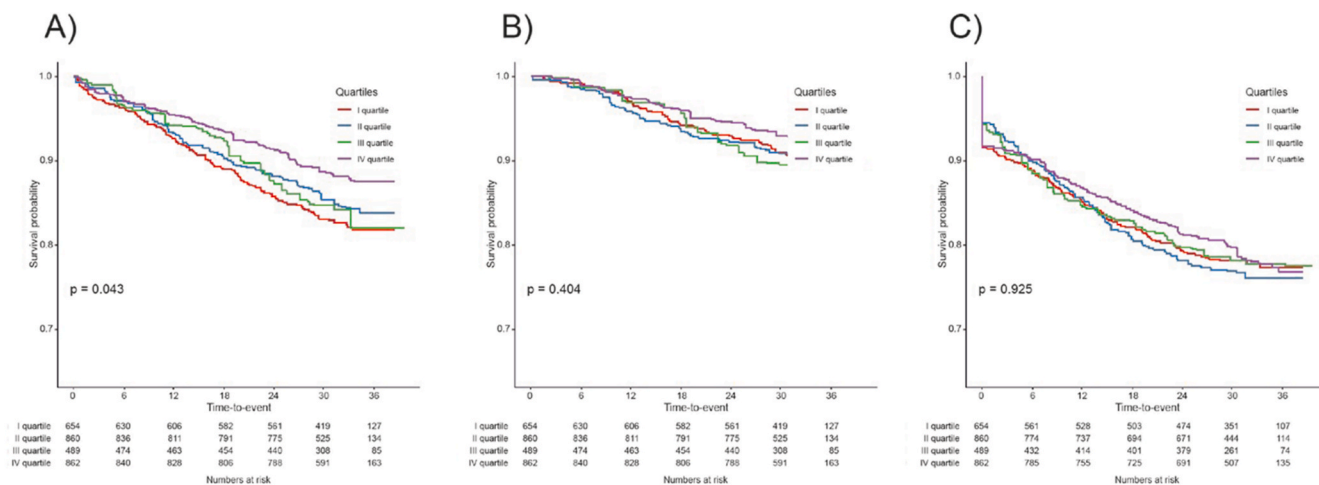 A)
Survival probability
1.0
0.9
0.8
0.7
Quartiles
I quartile
II quartile
III quartile
IV quartile
p = 0.043
0 6 12 18 24 30 36
Time-to-event
I quartile 654 630 606 582 561 419 127
II quartile 860 836 811 791 775 525 134
III quartile 489 474 463 454 440 308 85
IV quartile 862 840 828 806 788 591 163
Numbers at risk
B)
Survival probability
1.0
0.9
0.8
0.7
Quartiles
I quartile
II quartile
III quartile
IV quartile
p = 0.404
0 6 12 18 24 30 36
Time-to-event
I quartile 654 630 606 582 561 419 127
II quartile 860 836 811 791 775 525 134
III quartile 489 474 463 454 440 308 85
IV quartile 862 840 828 806 788 591 163
Numbers at risk
C)
Survival probability
1.0
0.9
0.8
0.7
Quartiles
I quartile
II quartile
III quartile
IV quartile
p = 0.925
0 6 12 18 24 30 36
Time-to-event
I quartile 654 561 528 503 474 351 107
II quartile 860 774 737 694 671 444 114
III quartile 489 432 414 401 379 261 74
IV quartile 862 785 755 725 691 507 135
Numbers at risk